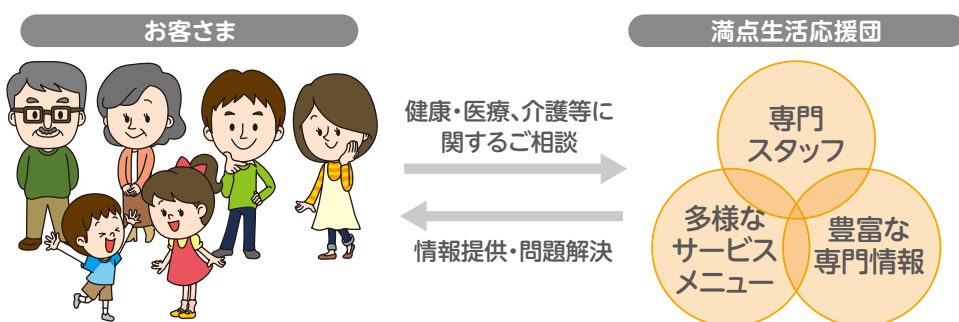 お客さま
満点生活応援団
健康・医療、介護等に
関するご相談
情報提供・問題解決
専門
スタッフ
多様な
サービス
メニュー
豊富な
専門情報